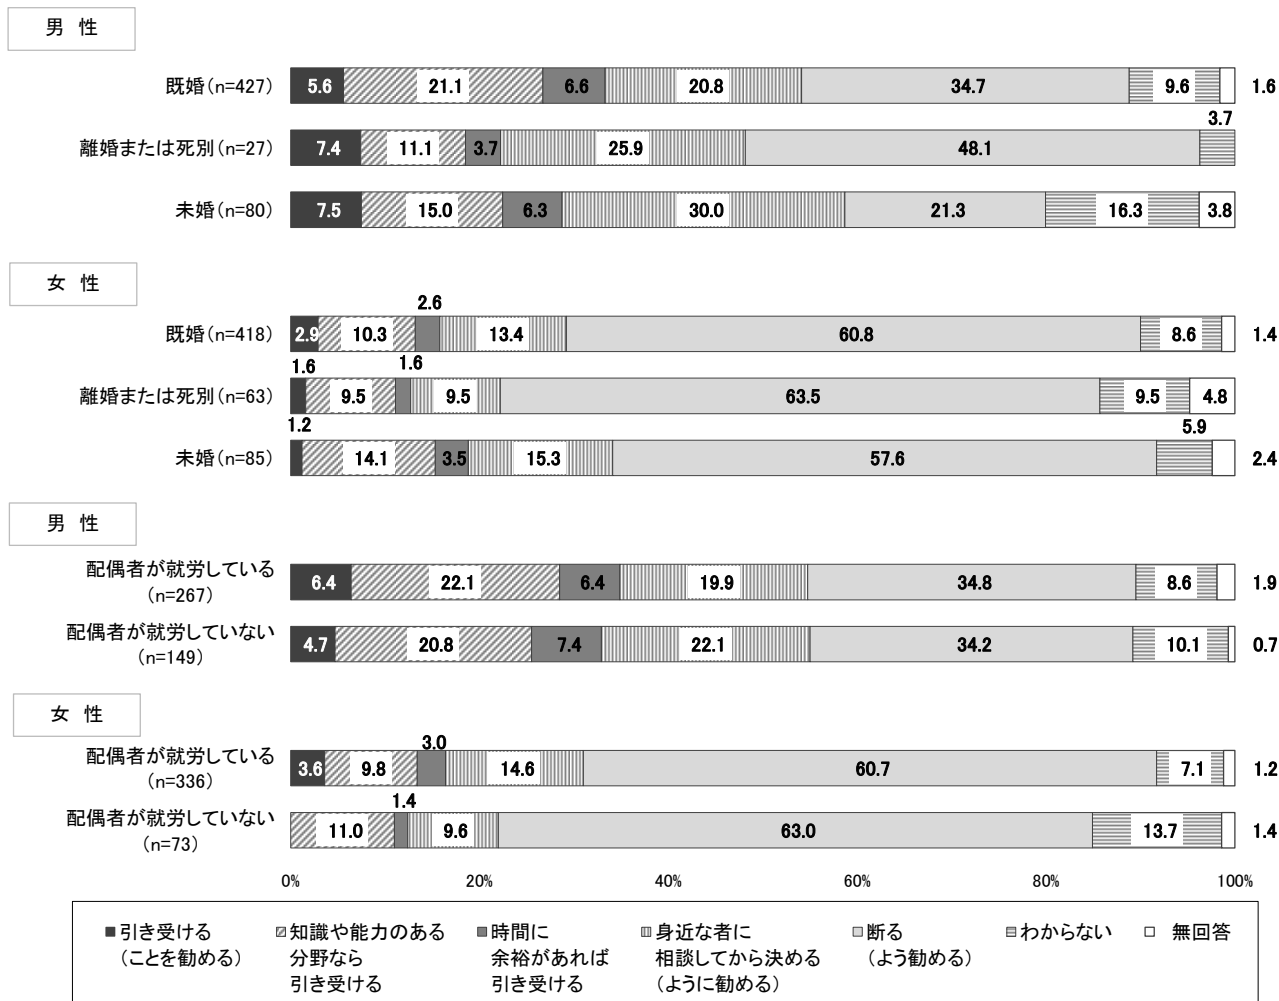 男 性
既婚(n=427) 5.6 21.1 6.6 20.8 34.7 9.6 1.6
離婚または死別(n=27) 7.4 11.1 3.7 25.9 48.1 3.7
未婚(n=80) 7.5 15.0 6.3 30.0 21.3 16.3 3.8
女 性
既婚(n=418) 2.9 10.3 2.6 13.4 60.8 8.6 1.4
離婚または死別(n=63) 1.6 9.5 1.6 9.5 63.5 9.5 4.8
未婚(n=85) 1.2 14.1 3.5 15.3 57.6 5.9 2.4
男 性
配偶者が就労している
(n=267) 6.4 22.1 6.4 19.9 34.8 8.6 1.9
配偶者が就労していない
(n=149) 4.7 20.8 7.4 22.1 34.2 10.1 0.7
女 性
配偶者が就労している
(n=336) 3.6 9.8 3.0 14.6 60.7 7.1 1.2
配偶者が就労していない
(n=73) 11.0 1.4 9.6 63.0 13.7 1.4
0% 20% 40% 60% 80% 100%
引き受ける
(ことを勧める)
知識や能力のある
分野なら
引き受ける
時間に
余裕があれば
引き受ける
身近な者に
相談してから決める
(ように勧める)
断る
(よう勧める)
わからない
無回答